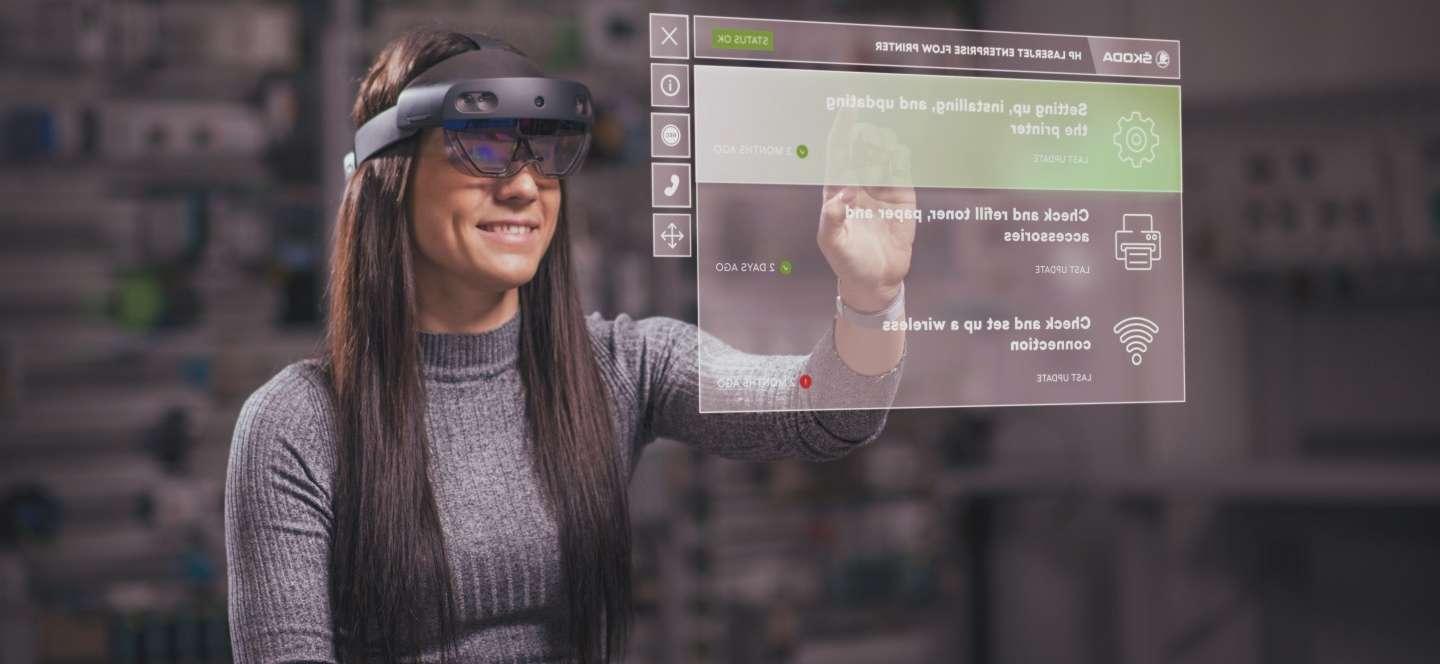 ŠKODA HP LASERJET ENTERPRISE FLOW PRINTER STATUS OK
Setting up, installing, and updating
the printer
LAST UPDATE MONTHS AGO
Check and refill toner, paper and
accessories
LAST UPDATE 2 DAYS AGO
Check and set up a wireless
connection
LAST UPDATE 2 MONTHS AGO
REC